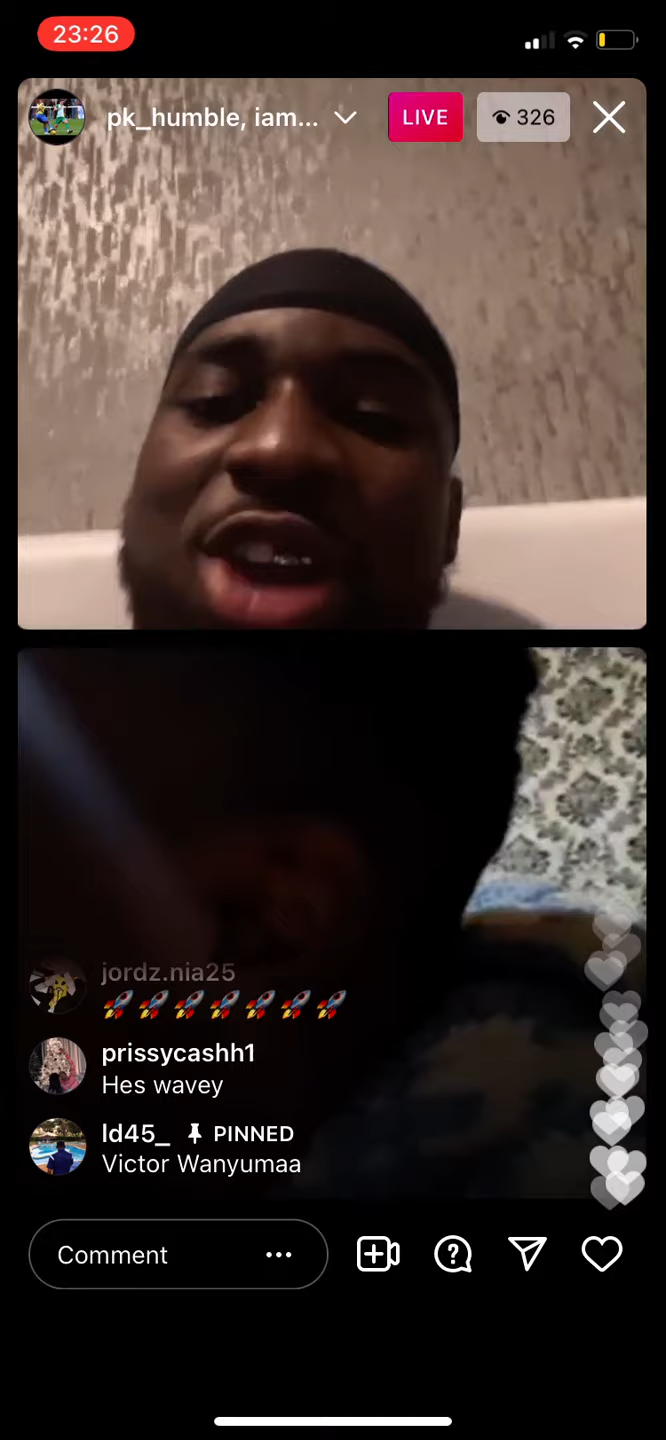 23:26
pk_humble, iam...
LIVE
326
jordz.nia25
🚀🚀🚀🚀🚀🚀🚀
prissycashh1
Hes wavey
ld45_ PINNED
Victor Wanyumaa
Comment